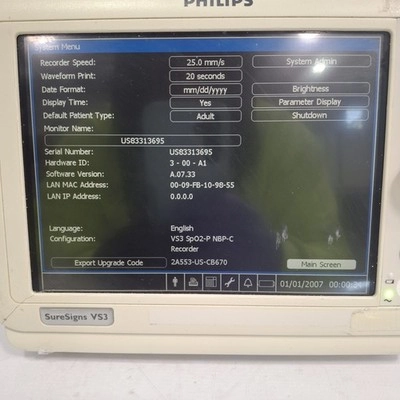 PHILIPS
System Menu
Recorder Speed: 25.0 mm/s System Admin
Waveform Print: 20 seconds
Date Format: mm/dd/yyyy Brightness
Display Time: Yes Parameter Display
Default Patient Type: Adult Shutdown
Monitor Name:
US83313695
Serial Number: US83313695
Hardware ID: 3 - 00 - A1
Software Version: A.07.33
LAN MAC Address: 00-09-FB-10-98-55
LAN IP Address: 0.0.0.0
Language: English
Configuration: VS3 SpO2-P NBP-C
Recorder
Export Upgrade Code 2A553-US-CB670 Main Screen
01/01/2007 00:00:34
SureSigns VS3